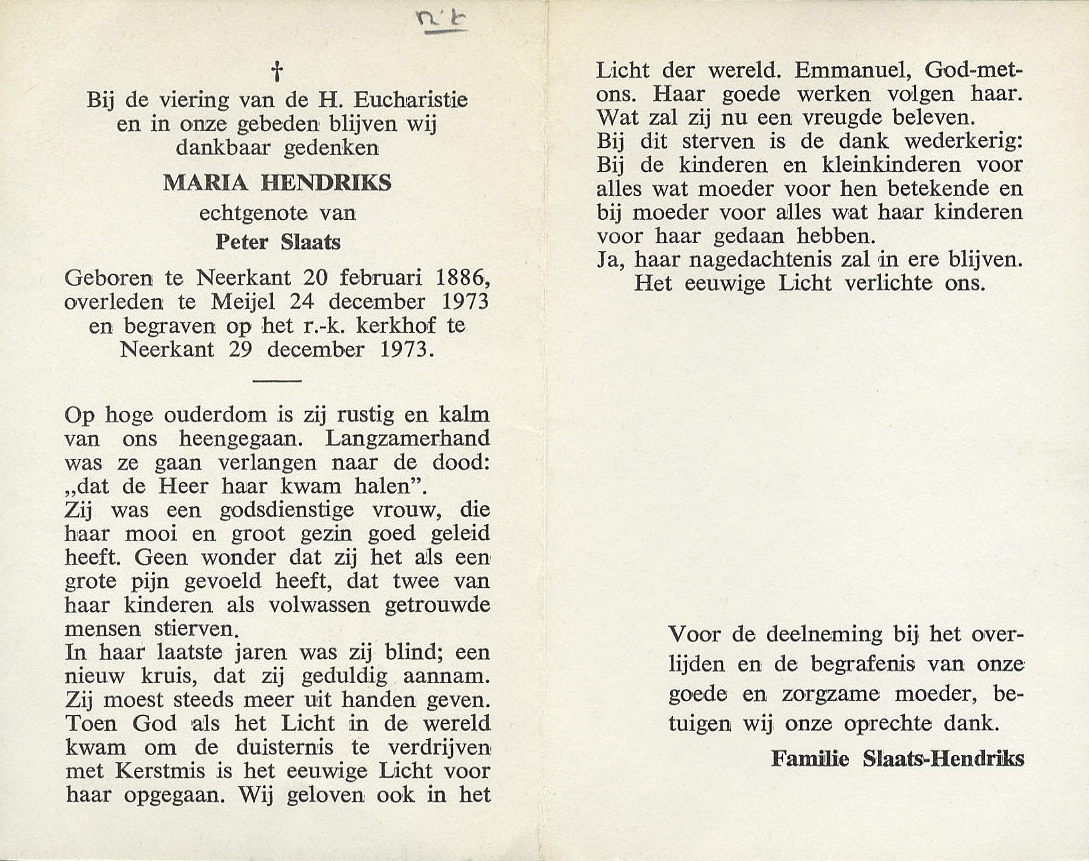 n.t
†
Bij de viering van de H. Eucharistie
en in onze gebeden blijven wij
dankbaar gedenken
MARIA HENDRIKS
echtgenote van
Peter Slaats
Geboren te Neerkant 20 februari 1886,
overleden te Meijel 24 december 1973
en begraven op het r.-k. kerkhof te
Neerkant 29 december 1973.
Op hoge ouderdom is zij rustig en kalm
van ons heengegaan. Langzamerhand
was ze gaan verlangen naar de dood:
„dat de Heer haar kwam halen”.
Zij was een godsdienstige vrouw, die
haar mooi en groot gezin goed geleid
heeft. Geen wonder dat zij het als een
grote pijn gevoeld heeft, dat twee van
haar kinderen als volwassen getrouwde
mensen stierven.
In haar laatste jaren was zij blind; een
nieuw kruis, dat zij geduldig aannam.
Zij moest steeds meer uit handen geven.
Toen God als het Licht in de wereld
kwam om de duisternis te verdrijven
met Kerstmis is het eeuwige Licht voor
haar opgegaan. Wij geloven ook in het
Licht der wereld. Emmanuel, God-met-
ons. Haar goede werken volgen haar.
Wat zal zij nu een vreugde beleven.
Bij dit sterven is de dank wederkerig:
Bij de kinderen en kleinkinderen voor
alles wat moeder voor hen betekende en
bij moeder voor alles wat haar kinderen
voor haar gedaan hebben.
Ja, haar nagedachtenis zal in ere blijven.
Het eeuwige Licht verlichte ons.
Voor de deelneming bij het over-
lijden en de begrafenis van onze
goede en zorgzame moeder, be-
tuigen wij onze oprechte dank.
Familie Slaats-Hendriks